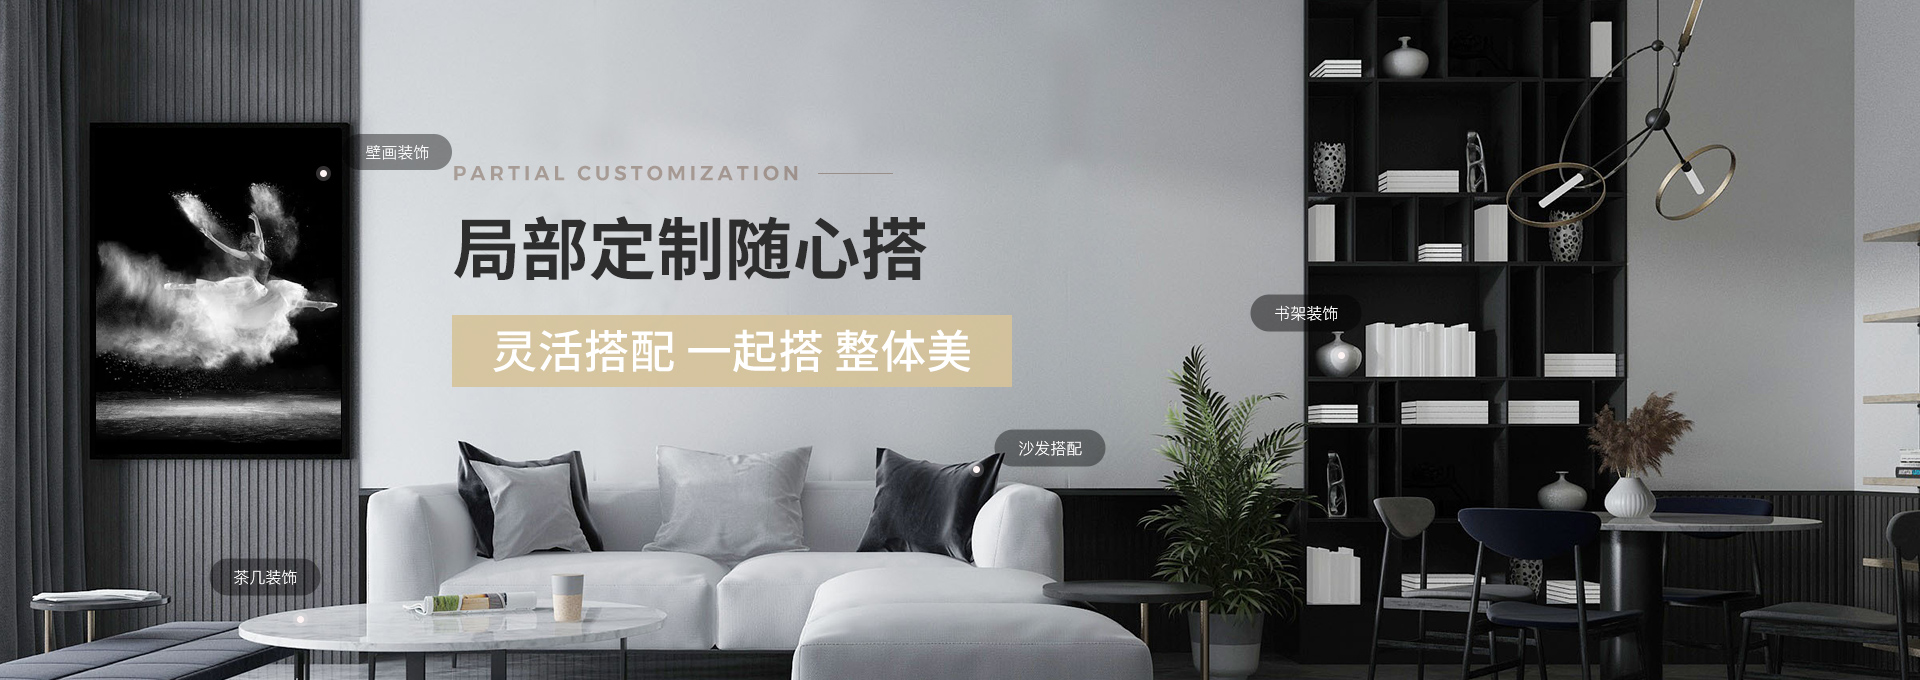 壁画装饰
PARTIAL CUSTOMIZATION
局部定制随心搭
灵活搭配 一起搭 整体美
书架装饰
沙发搭配
茶几装饰